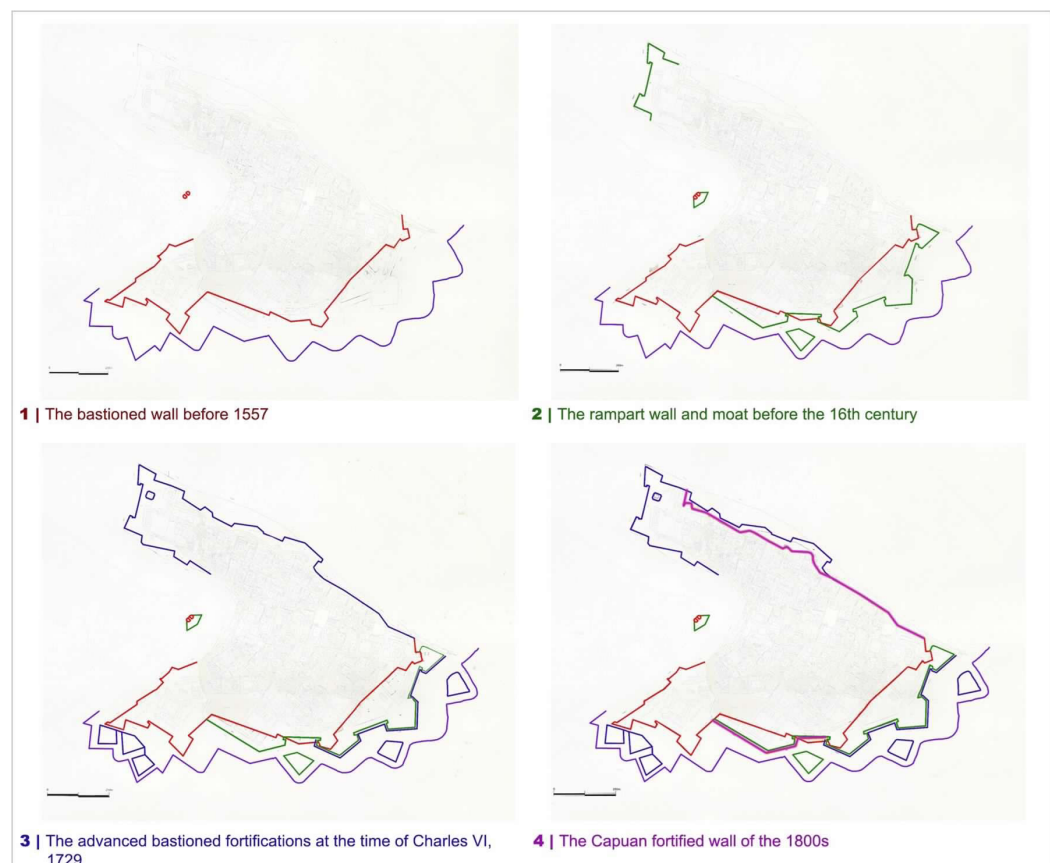 1 | The bastioned wall before 1557
2 | The rampart wall and moat before the 16th century
3 | The advanced bastioned fortifications at the time of Charles VI,
1729
4 | The Capuan fortified wall of the 1800s